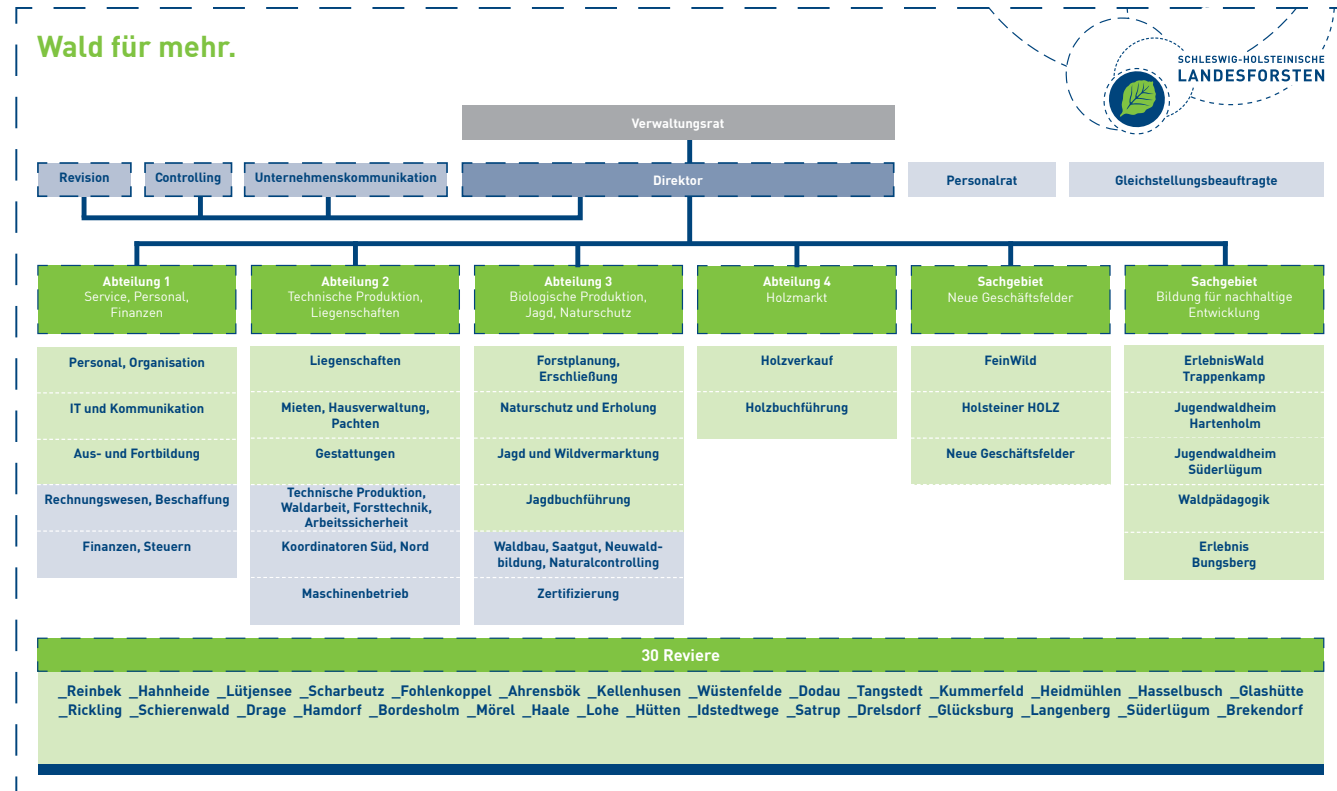 Wald für mehr.
SCHLESWIG-HOLSTEINISCHE
LANDESFORSTEN
Verwaltungsrat
Revision
Controlling
Unternehmenskommunikation
Direktor
Personalrat
Gleichstellungsbeauftragte
Abteilung 1
Service, Personal,
Finanzen
Personal, Organisation
IT und Kommunikation
Aus- und Fortbildung
Rechnungswesen, Beschaffung
Finanzen, Steuern
Abteilung 2
Technische Produktion,
Liegenschaften
Liegenschaften
Mieten, Hausverwaltung,
Pachten
Gestattungen
Technische Produktion,
Waldarbeit, Forsttechnik,
Arbeitssicherheit
Koordinatoren Süd, Nord
Maschinenbetrieb
Abteilung 3
Biologische Produktion,
Jagd, Naturschutz
Forstplanung,
Erschließung
Naturschutz und Erholung
Jagd und Wildvermarktung
Jagdbuchführung
Waldbau, Saatgut, Neuwald-
bildung, Naturalcontrolling
Zertifizierung
Abteilung 4
Holzmarkt
Holzverkauf
Holzbuchführung
Sachgebiet
Neue Geschäftsfelder
FeinWild
Holsteiner HOLZ
Neue Geschäftsfelder
Sachgebiet
Bildung für nachhaltige
Entwicklung
ErlebnisWald
Trappenkamp
Jugendwaldheim
Hartenholm
Jugendwaldheim
Süderlügum
Waldpädagogik
Erlebnis
Bungsberg
30 Reviere
_Reinbek _Hahnheide _Lütjensee _Scharbeutz _Fohlenkoppel _Ahrensbök _Kellenhusen _Wüstenfelde _Dodau _Tangstedt _Kummerfeld _Heidmühlen _Hasselbusch _Glashütte
_Rickling _Schierenwald _Drage _Hamdorf _Bordesholm _Mörel _Haale _Lohe _Hütten _Idstedtwege _Satrup _Drelsdorf _Glücksburg _Langenberg _Süderlügum _Brekendorf